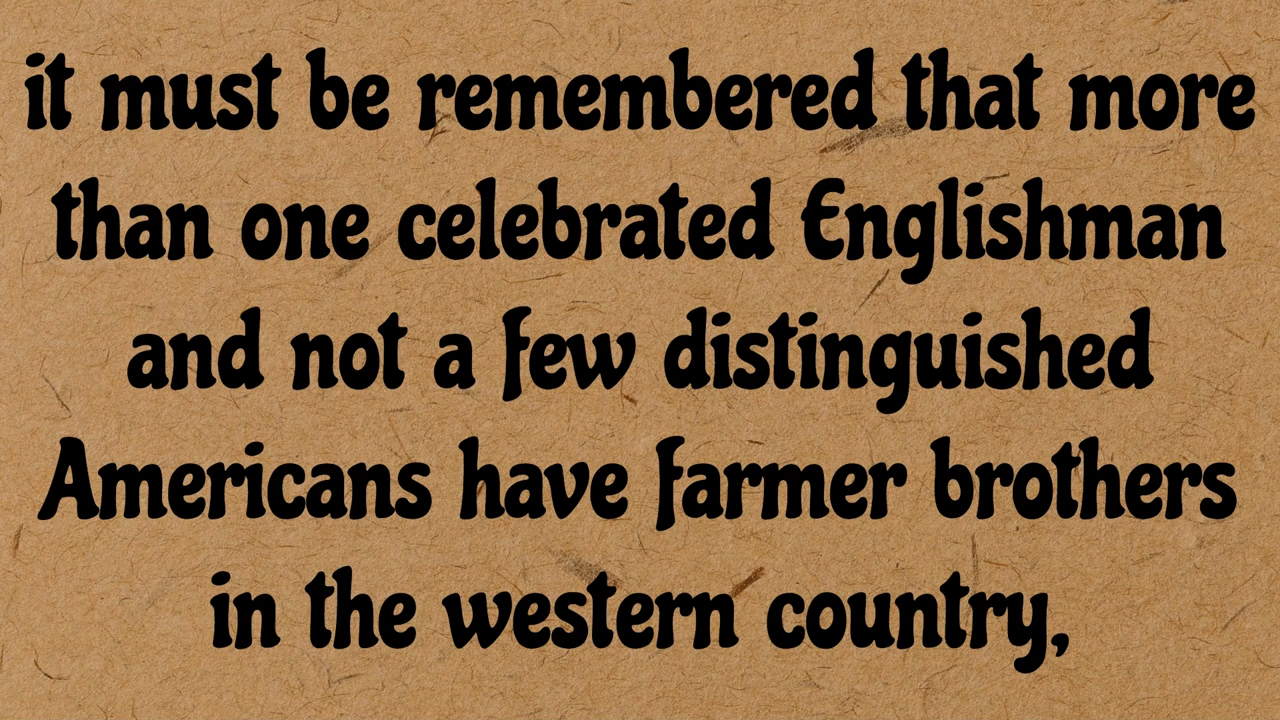 it must be remembered that more
than one celebrated Englishman
and not a few distinguished
Americans have farmer brothers
in the western country,